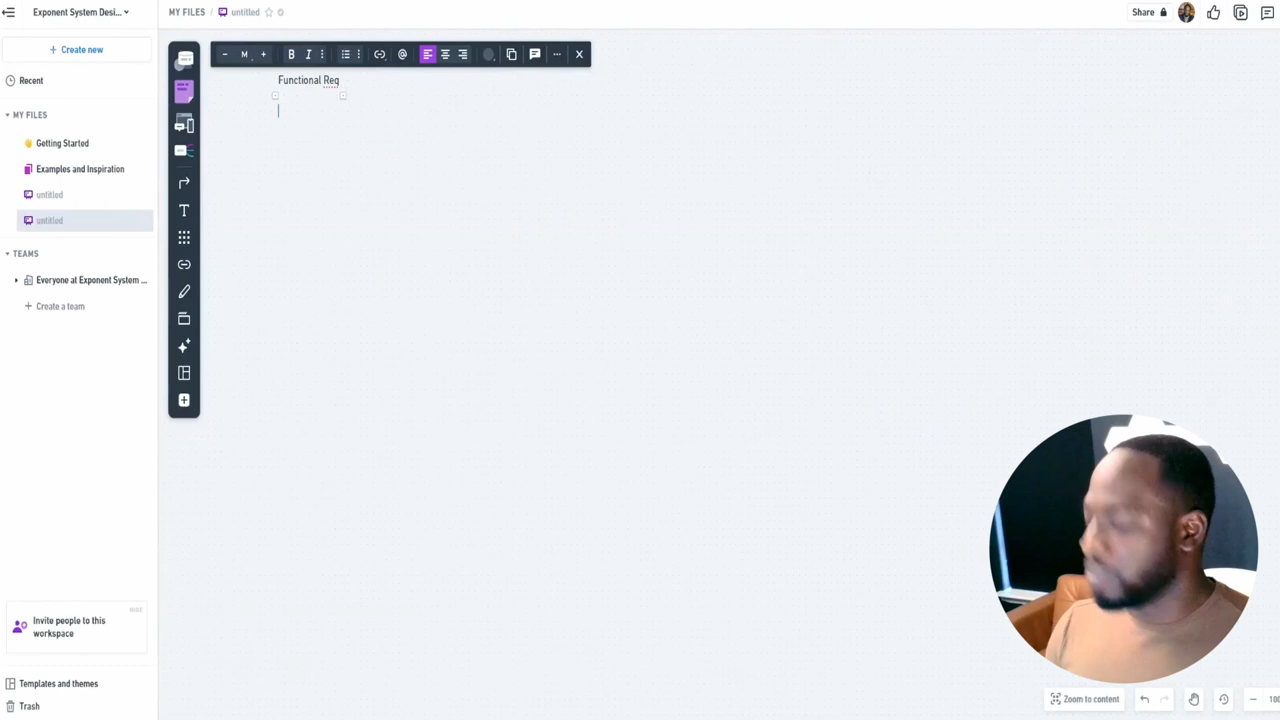 Exponent System Desi...
MY FILES / untitled
Share
+ Create new
M
B I
Recent
Functional Req
MY FILES
Getting Started
Examples and Inspiration
untitled
untitled
TEAMS
Everyone at Exponent System ...
+ Create a team
HIDE
Invite people to this
workspace
Templates and themes
Zoom to content
100
Trash